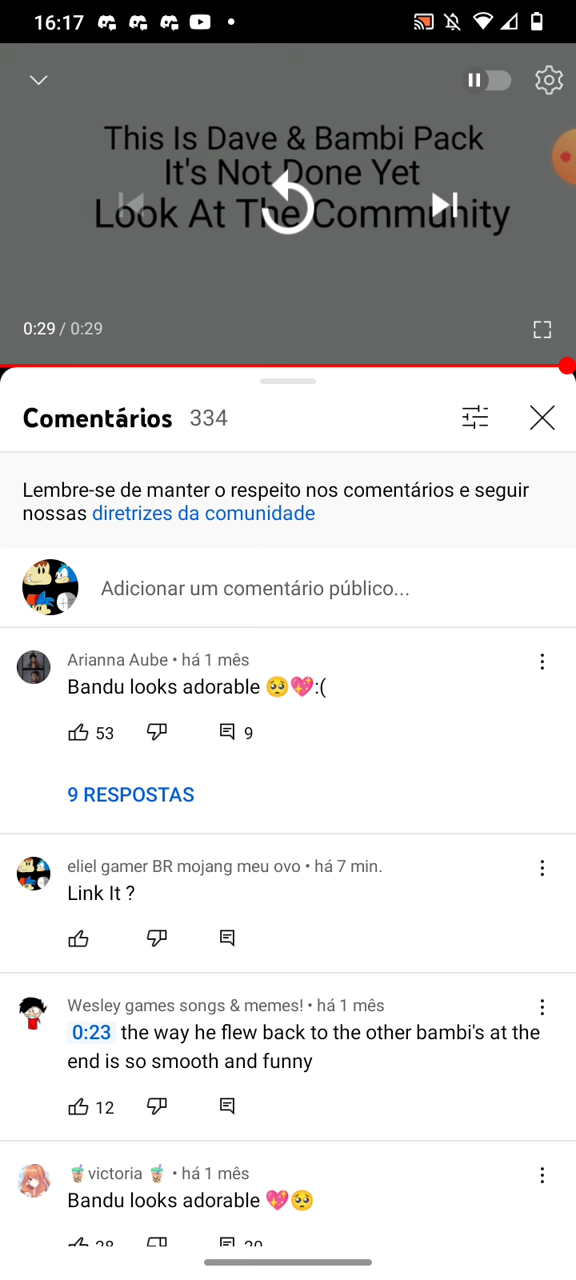 16:17
This Is Dave & Bambi Pack
It's Not Done Yet
Look At The Community
0:29 / 0:29
Comentários 334
Lembre-se de manter o respeito nos comentários e seguir
nossas diretrizes da comunidade
Adicionar um comentário público...
Arianna Aube • há 1 mês
Bandu looks adorable 🥺💖:(
53 9
9 RESPOSTAS
eliel gamer BR mojang meu ovo • há 7 min.
Link It ?
Wesley games songs & memes! • há 1 mês
0:23 the way he flew back to the other bambi's at the
end is so smooth and funny
12
🧋victoria 🧋 • há 1 mês
Bandu looks adorable 💖🥺